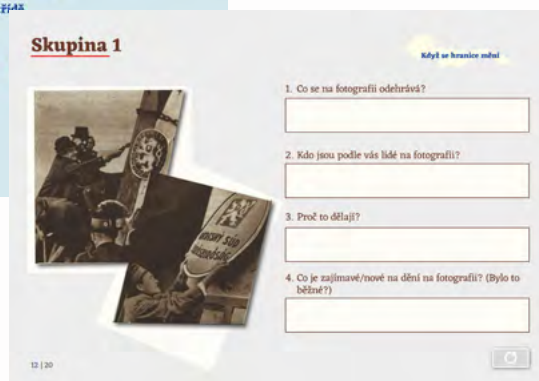 Skupina 1
Když se hranice mění
1. Co se na fotografii odehrává?
2. Kdo jsou podle vás lidé na fotografii?
3. Proč to dělají?
4. Co je zajímavé/nové na dění na fotografii? (Bylo to
běžné?)
12 | 20